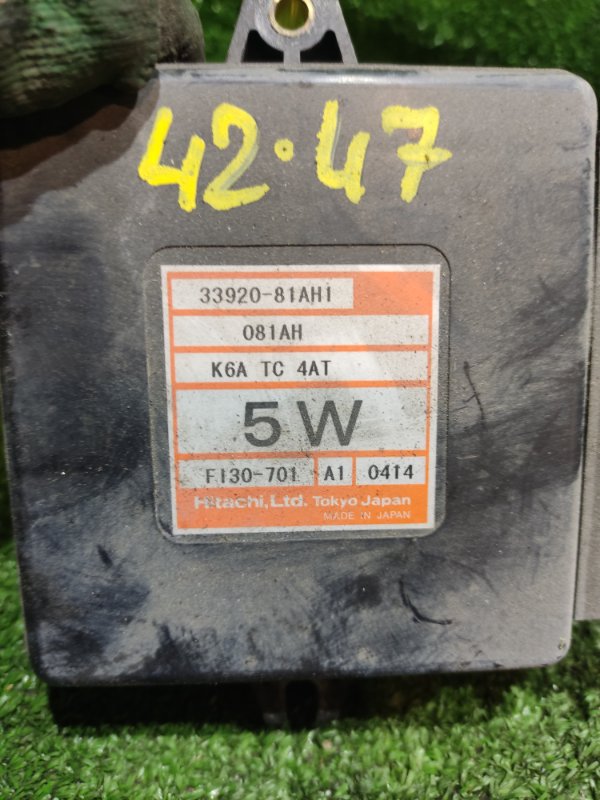 42·47
33920-81AH1
081AH
K6A TC 4AT
5W
FI30-701 A1 0414
Hitachi, Ltd. Tokyo Japan
MADE IN JAPAN